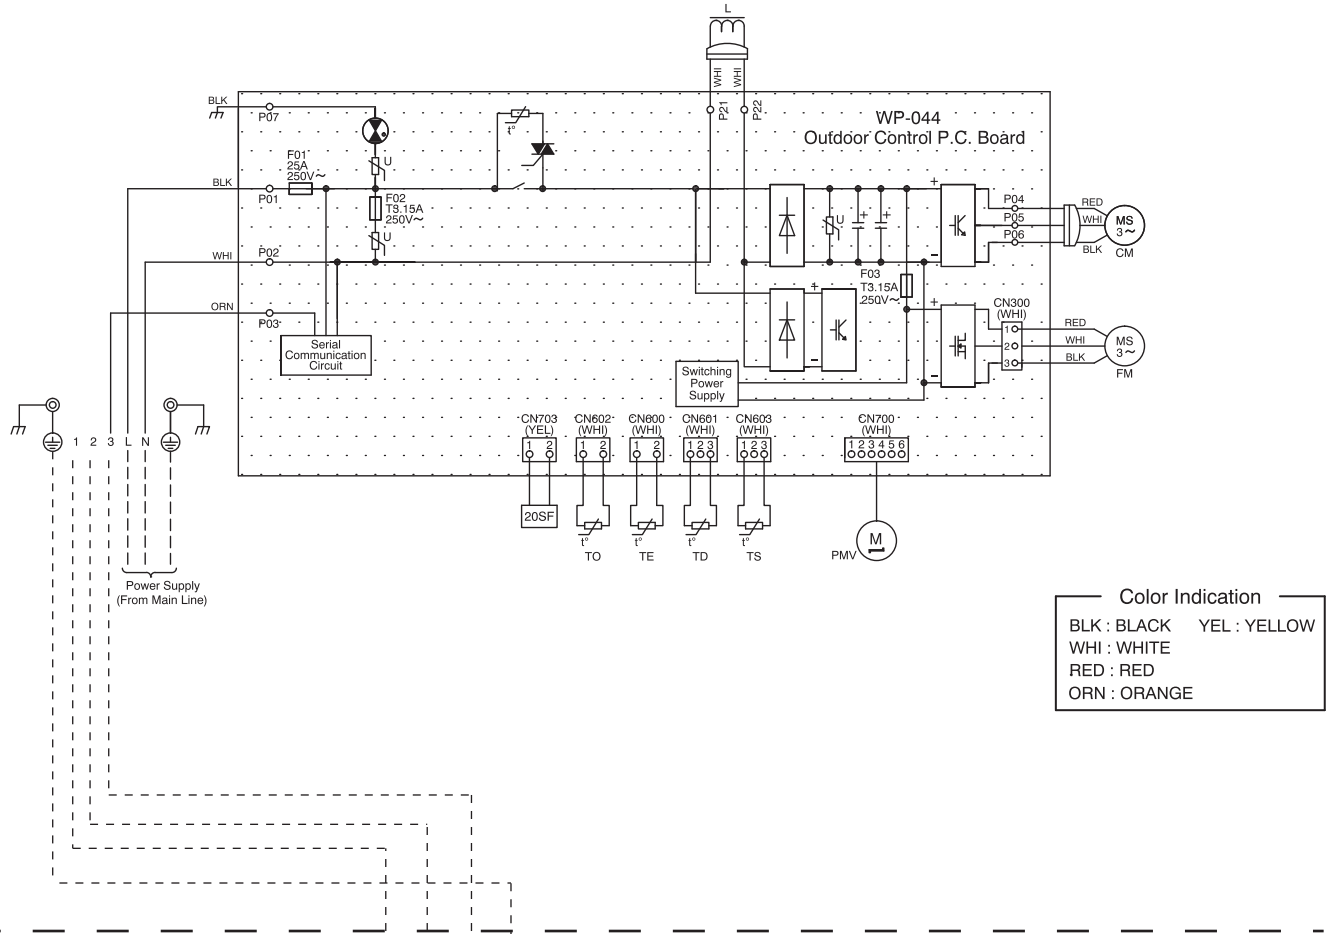 L
WHI
WHI
BLK
P07
P21
P22
WP-044
Outdoor Control P.C. Board
t°
F01
25A
250V~
U
BLK
P01
F02
T3.15A
250V~
U
U
+
+
+
P04
P05
P06
RED
WHI
BLK
MS
3~
CM
WHI
P02
−
F03
T3.15A
250V~
ORN
P03
+
+
CN300
(WHI)
1
2
3
RED
WHI
BLK
MS
3~
FM
Serial
Communication
Circuit
−
−
Switching
Power
Supply
1 2 3 L N
CN703
(YEL)
1 2
CN602
(WHI)
1 2
CN600
(WHI)
1 2
CN601
(WHI)
1 2 3
CN603
(WHI)
1 2 3
CN700
(WHI)
1 2 3 4 5 6
20SF
t°
TO
t°
TE
t°
TD
t°
TS
PMV
M
Power Supply
(From Main Line)
Color Indication
BLK : BLACK YEL : YELLOW
WHI : WHITE
RED : RED
ORN : ORANGE